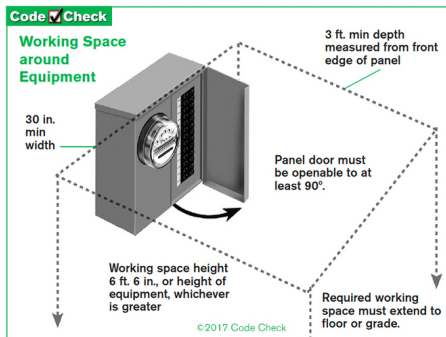 Code Check
Working Space
around
Equipment
3 ft. min depth
measured from front
edge of panel
30 in.
min
width
Panel door must
be openable to at
least 90°.
Working space height
6 ft. 6 in., or height of
equipment, whichever
is greater
Required working
space must extend to
floor or grade.
©2017 Code Check